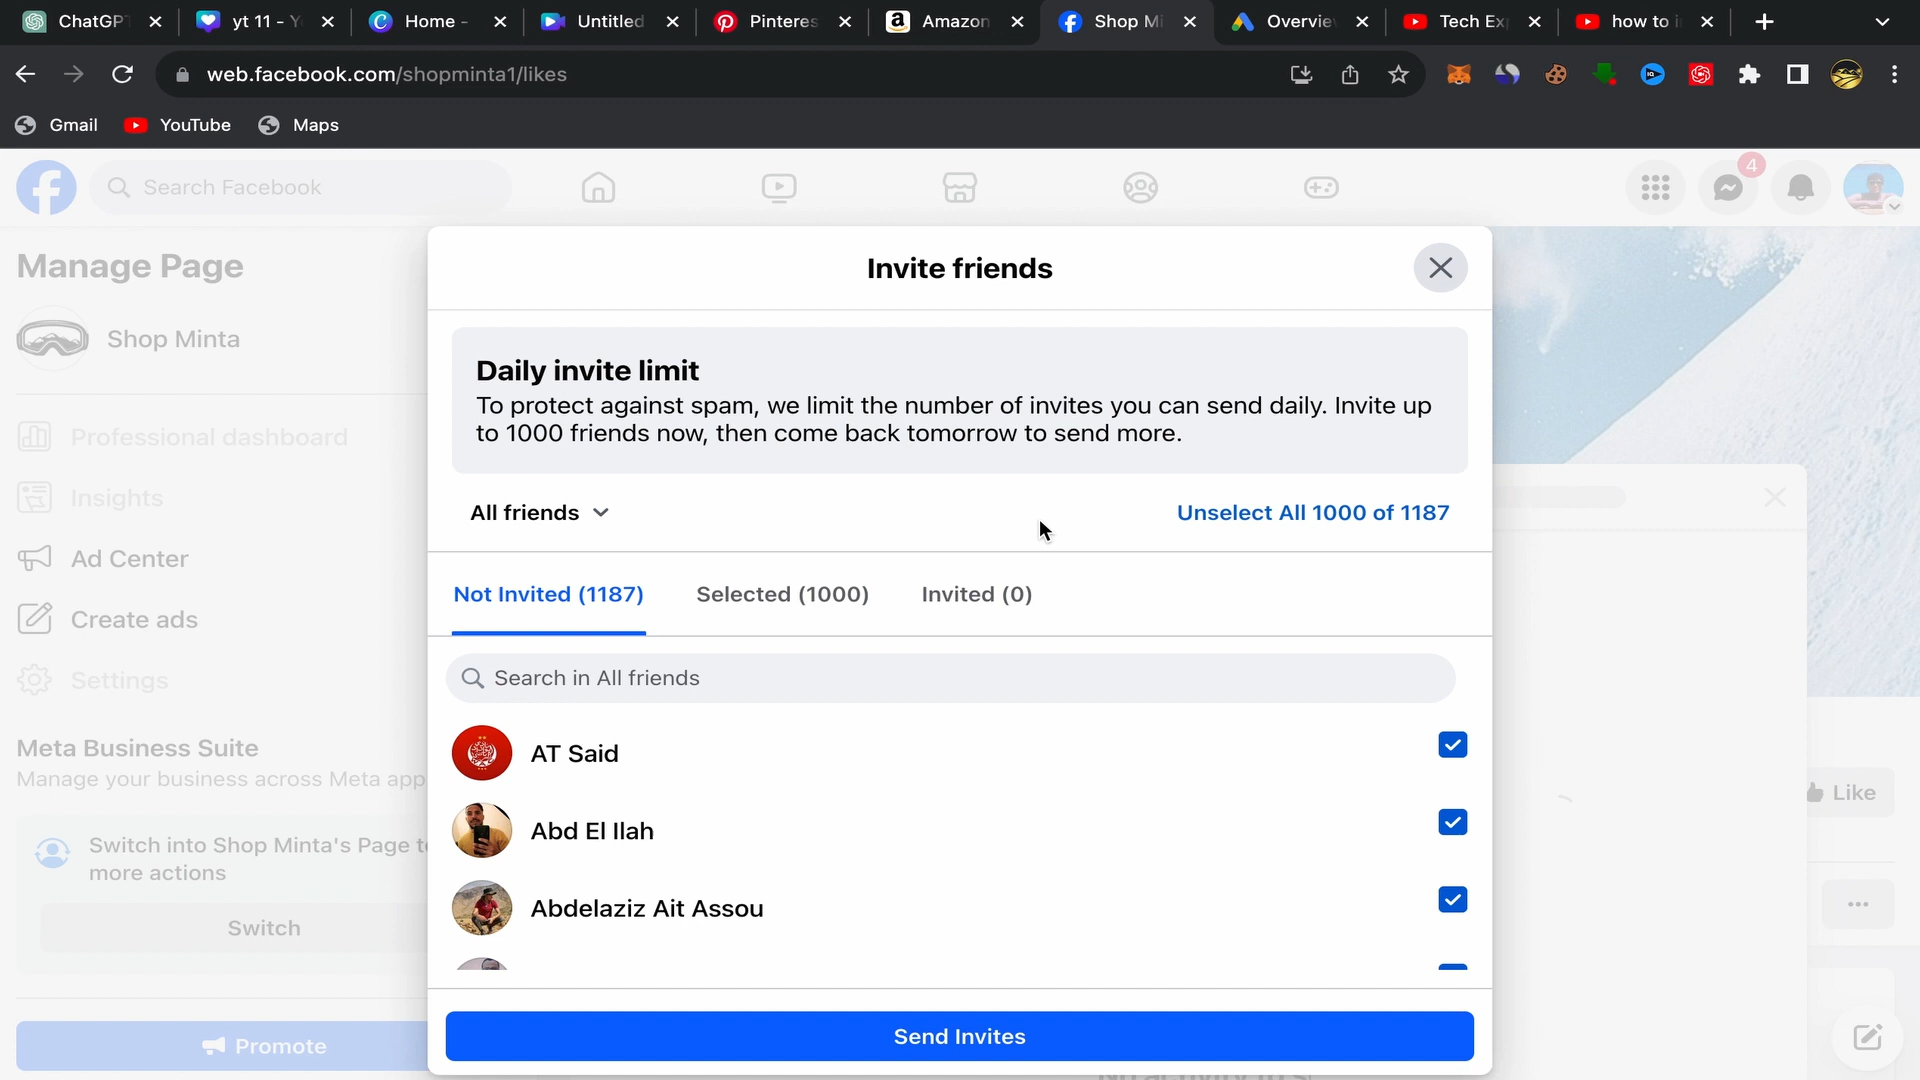 ChatGP
yt 11 - Y
Home -
Untitled
Pinteres
Amazon
Shop Mi
Overvie
Tech Ex
how to i
web.facebook.com/shopminta1/likes
Gmail
YouTube
Maps
Search Facebook
4
Manage Page
Shop Minta
Professional dashboard
Insights
Ad Center
Create ads
Settings
Meta Business Suite
Manage your business across Meta app
Switch into Shop Minta's Page t
more actions
Switch
Promote
Invite friends
Daily invite limit
To protect against spam, we limit the number of invites you can send daily. Invite up
to 1000 friends now, then come back tomorrow to send more.
All friends
Unselect All 1000 of 1187
Not Invited (1187)
Selected (1000)
Invited (0)
Search in All friends
AT Said
Abd El Ilah
Abdelaziz Ait Assou
Send Invites
Like